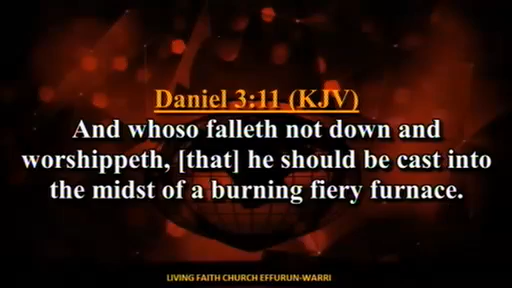 Daniel 3:11 (KJV)
And whoso falleth not down and
worshippeth, [that] he should be cast into
the midst of a burning fiery furnace.
LIVING FAITH CHURCH EFFURUN-WARRI